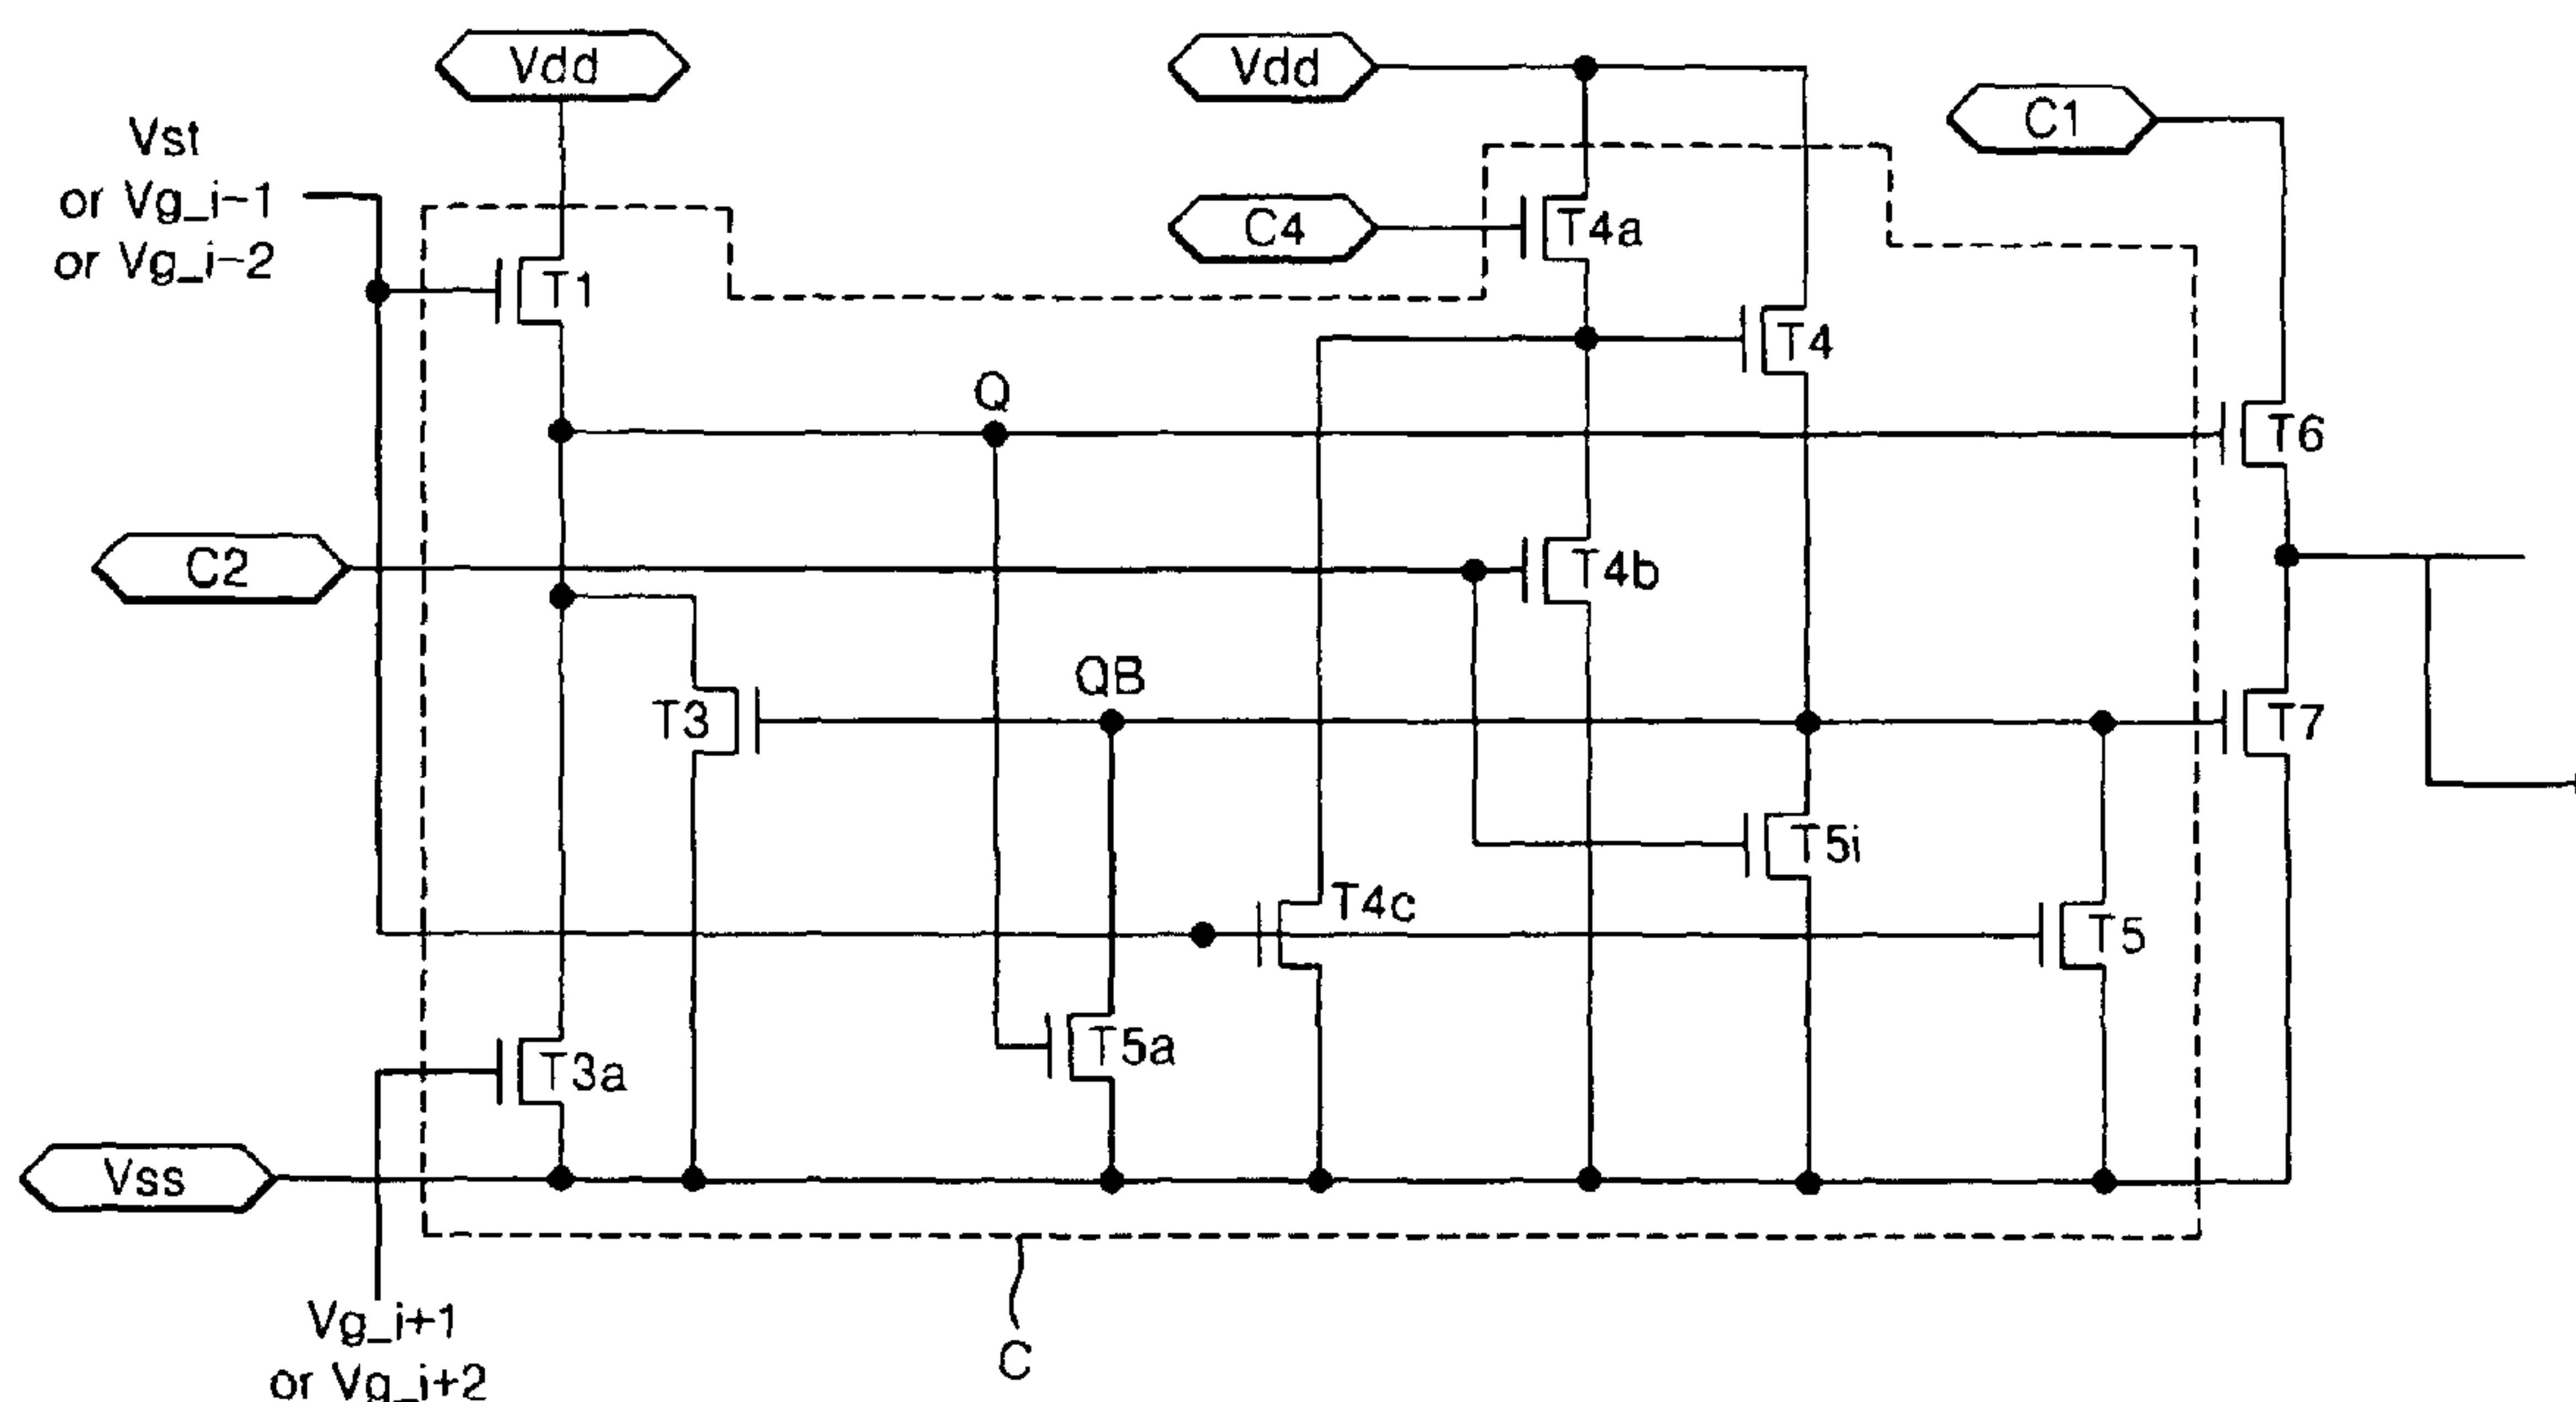 Vdd
Vdd
C1
Vst
or Vg_i-1
or Vg_i-2
C4
T4a
T1
T4
Q
T6
C2
T4b
QB
T3
T7
T5i
T4c
T5
T5a
T3a
Vss
Vg_i+1
or Vg_i+2
C